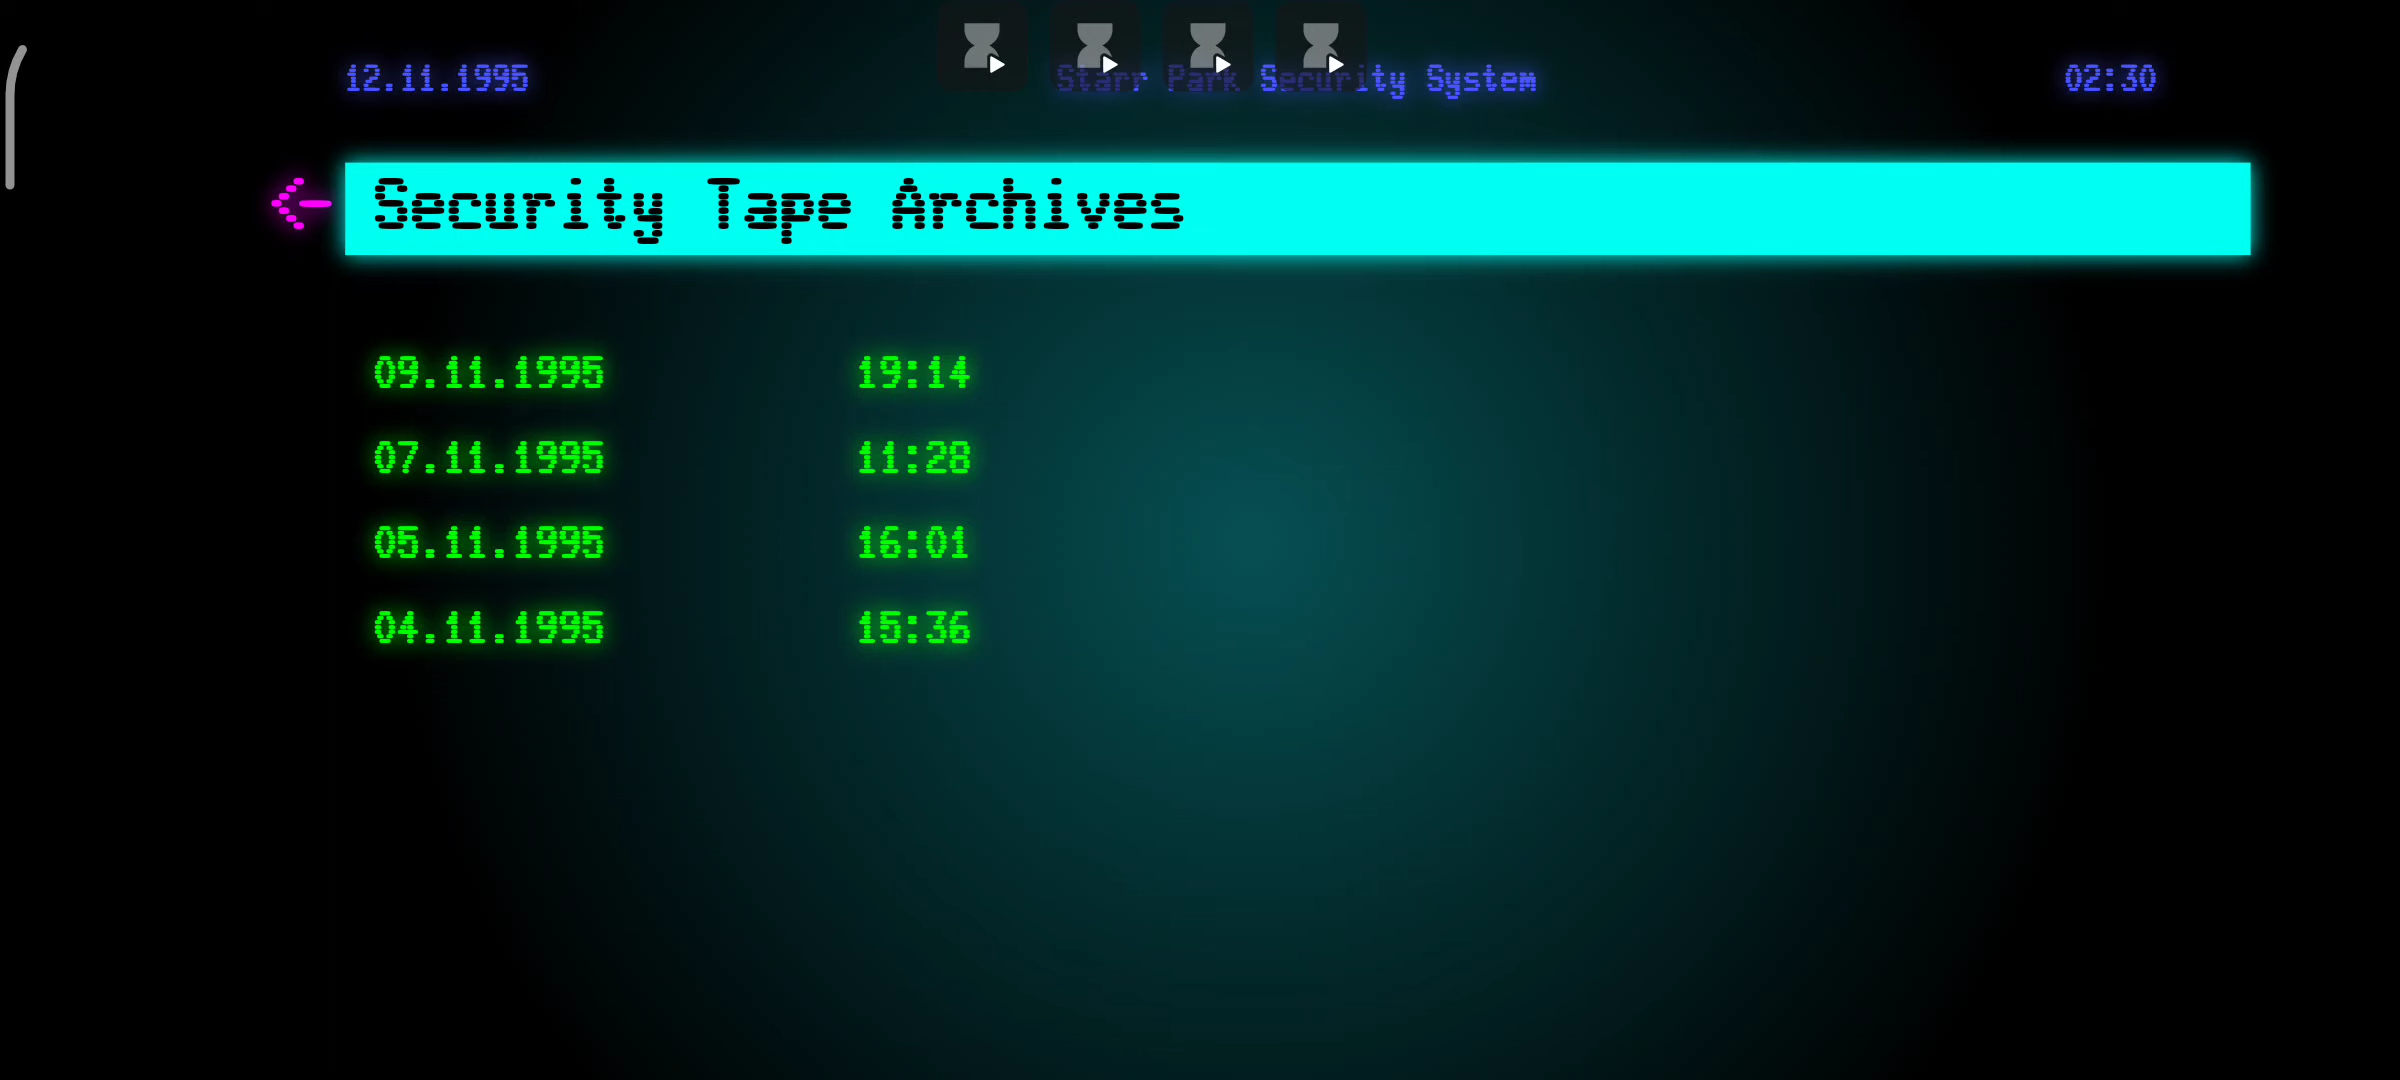 12.11.1995 Starr Park Security System 02:30
Security Tape Archives
09.11.1995 19:14
07.11.1995 11:28
05.11.1995 16:01
04.11.1995 15:36